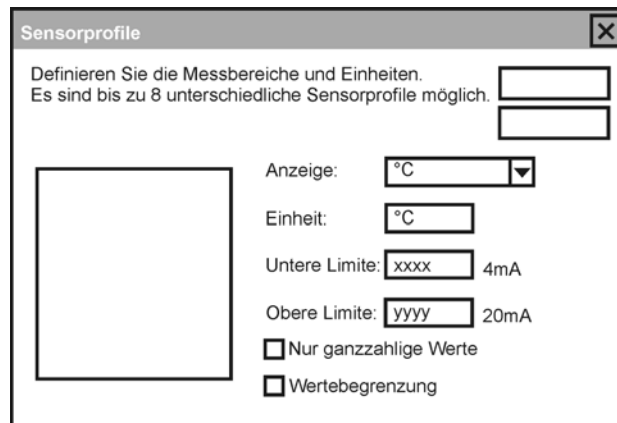 Sensorprofile
Definieren Sie die Messbereiche und Einheiten.
Es sind bis zu 8 unterschiedliche Sensorprofile möglich.
Anzeige: °C
Einheit: °C
Untere Limite: xxxx 4mA
Obere Limite: yyyy 20mA
Nur ganzzahlige Werte
Wertebegrenzung